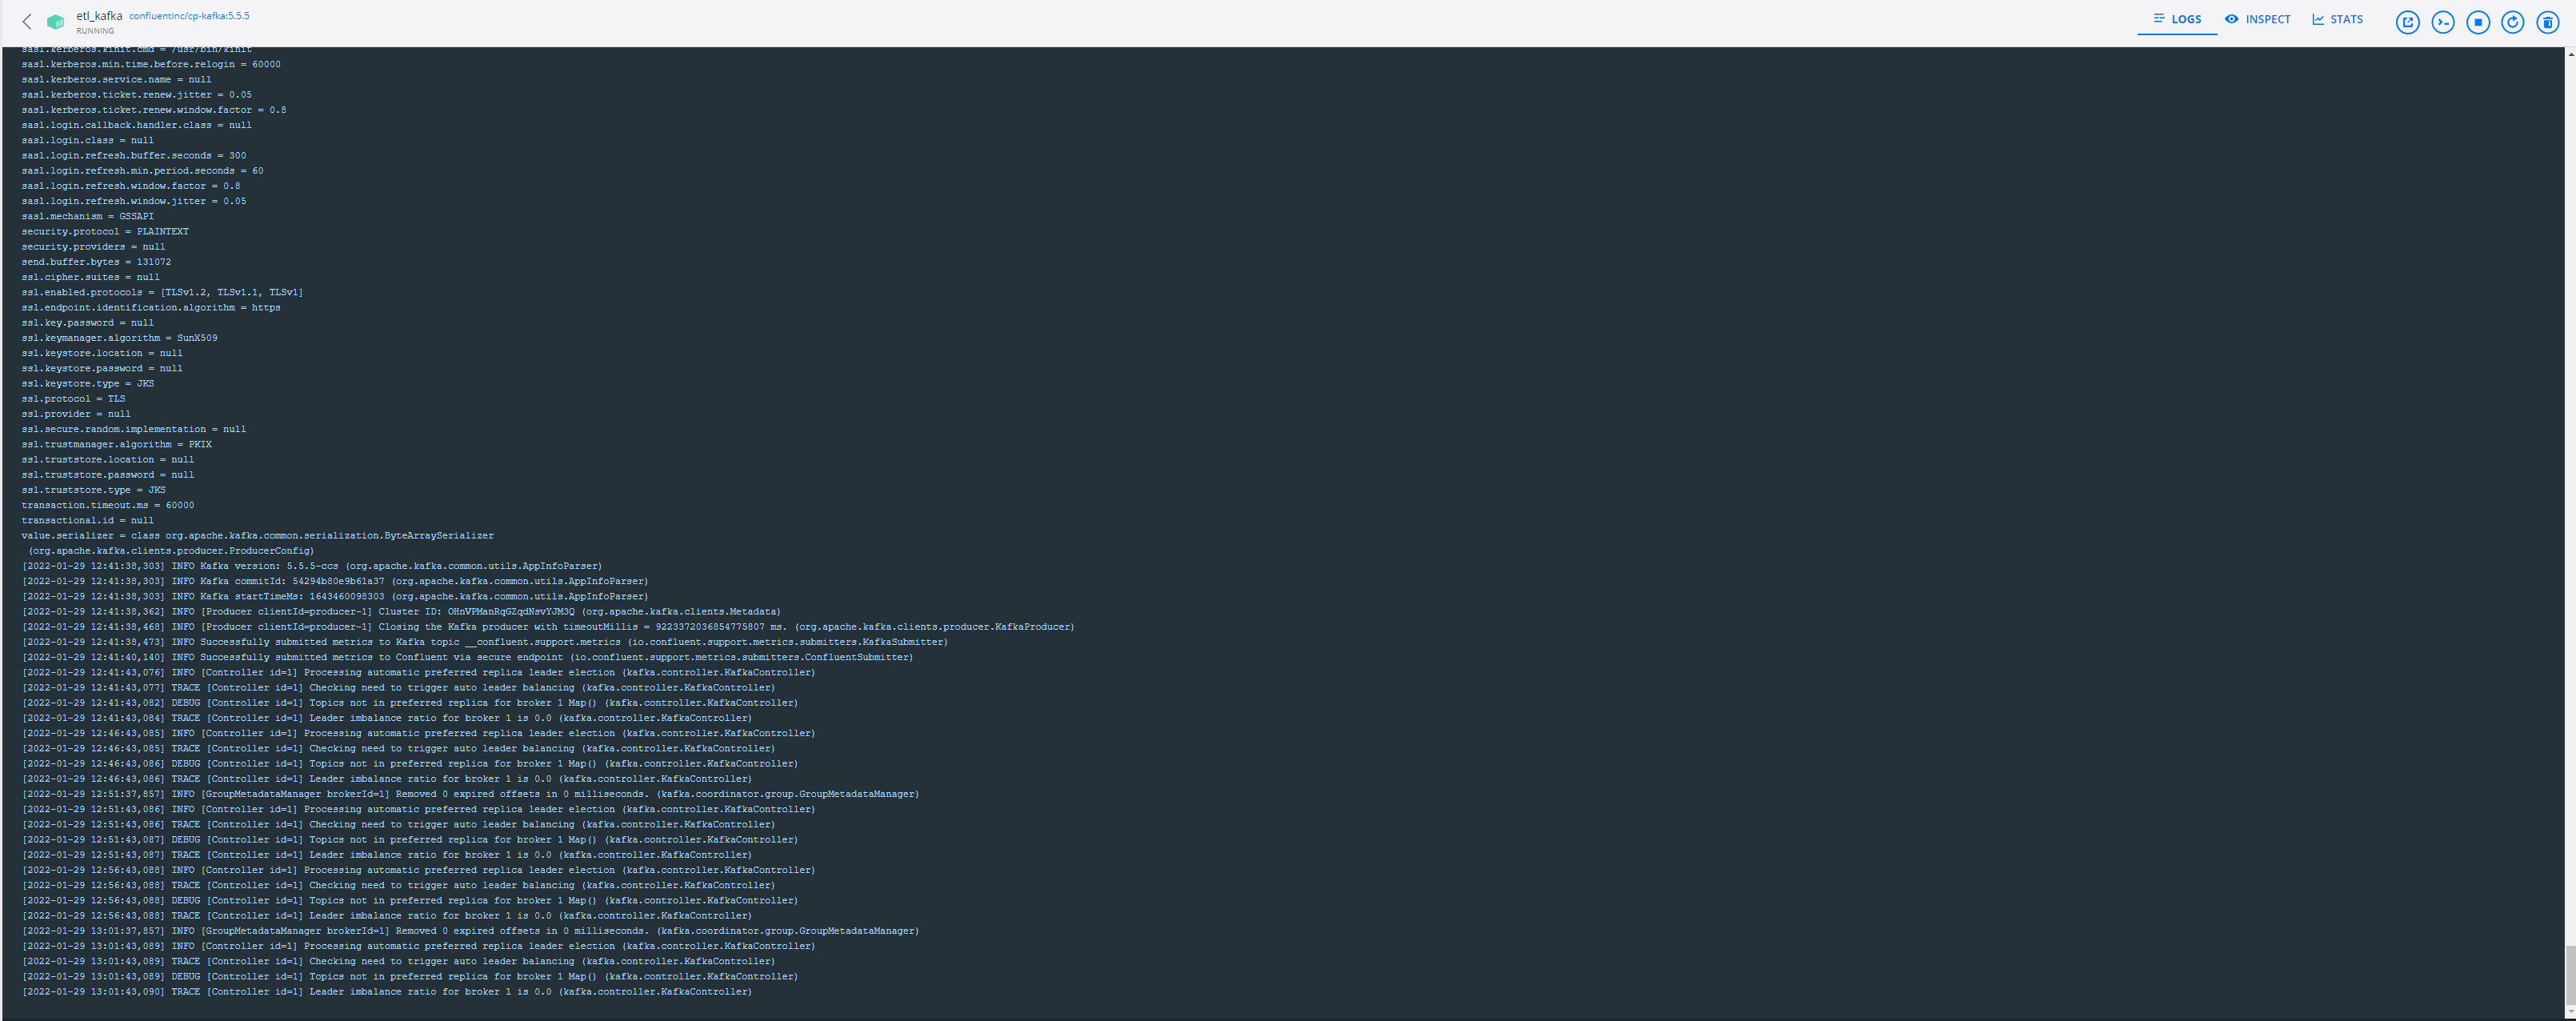 etl_kafka confluentinc/cp-kafka:5.5.5
RUNNING
LOGS INSPECT STATS
sasl.kerberos.kinit.cmd = /usr/bin/kinit
sasl.kerberos.min.time.before.relogin = 60000
sasl.kerberos.service.name = null
sasl.kerberos.ticket.renew.jitter = 0.05
sasl.kerberos.ticket.renew.window.factor = 0.8
sasl.login.callback.handler.class = null
sasl.login.class = null
sasl.login.refresh.buffer.seconds = 300
sasl.login.refresh.min.period.seconds = 60
sasl.login.refresh.window.factor = 0.8
sasl.login.refresh.window.jitter = 0.05
sasl.mechanism = GSSAPI
security.protocol = PLAINTEXT
security.providers = null
send.buffer.bytes = 131072
ssl.cipher.suites = null
ssl.enabled.protocols = [TLSv1.2, TLSv1.1, TLSv1]
ssl.endpoint.identification.algorithm = https
ssl.key.password = null
ssl.keymanager.algorithm = SunX509
ssl.keystore.location = null
ssl.keystore.password = null
ssl.keystore.type = JKS
ssl.protocol = TLS
ssl.provider = null
ssl.secure.random.implementation = null
ssl.trustmanager.algorithm = PKIX
ssl.truststore.location = null
ssl.truststore.password = null
ssl.truststore.type = JKS
transaction.timeout.ms = 60000
transactional.id = null
value.serializer = class org.apache.kafka.common.serialization.ByteArraySerializer
(org.apache.kafka.clients.producer.ProducerConfig)
[2022-01-29 12:41:38,303] INFO Kafka version: 5.5.5-ccs (org.apache.kafka.common.utils.AppInfoParser)
[2022-01-29 12:41:38,303] INFO Kafka commitId: 54294b80e9b61a37 (org.apache.kafka.common.utils.AppInfoParser)
[2022-01-29 12:41:38,303] INFO Kafka startTimeMs: 1643460098303 (org.apache.kafka.common.utils.AppInfoParser)
[2022-01-29 12:41:38,362] INFO [Producer clientId=producer-1] Cluster ID: OHnVPManRqGZqdNsvYJM3Q (org.apache.kafka.clients.Metadata)
[2022-01-29 12:41:38,468] INFO [Producer clientId=producer-1] Closing the Kafka producer with timeoutMillis = 9223372036854775807 ms. (org.apache.kafka.clients.producer.KafkaProducer)
[2022-01-29 12:41:38,473] INFO Successfully submitted metrics to Kafka topic __confluent.support.metrics (io.confluent.support.metrics.submitters.KafkaSubmitter)
[2022-01-29 12:41:40,140] INFO Successfully submitted metrics to Confluent via secure endpoint (io.confluent.support.metrics.submitters.ConfluentSubmitter)
[2022-01-29 12:41:43,076] INFO [Controller id=1] Processing automatic preferred replica leader election (kafka.controller.KafkaController)
[2022-01-29 12:41:43,077] TRACE [Controller id=1] Checking need to trigger auto leader balancing (kafka.controller.KafkaController)
[2022-01-29 12:41:43,082] DEBUG [Controller id=1] Topics not in preferred replica for broker 1 Map() (kafka.controller.KafkaController)
[2022-01-29 12:41:43,084] TRACE [Controller id=1] Leader imbalance ratio for broker 1 is 0.0 (kafka.controller.KafkaController)
[2022-01-29 12:46:43,085] INFO [Controller id=1] Processing automatic preferred replica leader election (kafka.controller.KafkaController)
[2022-01-29 12:46:43,085] TRACE [Controller id=1] Checking need to trigger auto leader balancing (kafka.controller.KafkaController)
[2022-01-29 12:46:43,086] DEBUG [Controller id=1] Topics not in preferred replica for broker 1 Map() (kafka.controller.KafkaController)
[2022-01-29 12:46:43,086] TRACE [Controller id=1] Leader imbalance ratio for broker 1 is 0.0 (kafka.controller.KafkaController)
[2022-01-29 12:51:37,857] INFO [GroupMetadataManager brokerId=1] Removed 0 expired offsets in 0 milliseconds. (kafka.coordinator.group.GroupMetadataManager)
[2022-01-29 12:51:43,086] INFO [Controller id=1] Processing automatic preferred replica leader election (kafka.controller.KafkaController)
[2022-01-29 12:51:43,086] TRACE [Controller id=1] Checking need to trigger auto leader balancing (kafka.controller.KafkaController)
[2022-01-29 12:51:43,087] DEBUG [Controller id=1] Topics not in preferred replica for broker 1 Map() (kafka.controller.KafkaController)
[2022-01-29 12:51:43,087] TRACE [Controller id=1] Leader imbalance ratio for broker 1 is 0.0 (kafka.controller.KafkaController)
[2022-01-29 12:56:43,088] INFO [Controller id=1] Processing automatic preferred replica leader election (kafka.controller.KafkaController)
[2022-01-29 12:56:43,088] TRACE [Controller id=1] Checking need to trigger auto leader balancing (kafka.controller.KafkaController)
[2022-01-29 12:56:43,088] DEBUG [Controller id=1] Topics not in preferred replica for broker 1 Map() (kafka.controller.KafkaController)
[2022-01-29 12:56:43,088] TRACE [Controller id=1] Leader imbalance ratio for broker 1 is 0.0 (kafka.controller.KafkaController)
[2022-01-29 13:01:37,857] INFO [GroupMetadataManager brokerId=1] Removed 0 expired offsets in 0 milliseconds. (kafka.coordinator.group.GroupMetadataManager)
[2022-01-29 13:01:43,089] INFO [Controller id=1] Processing automatic preferred replica leader election (kafka.controller.KafkaController)
[2022-01-29 13:01:43,089] TRACE [Controller id=1] Checking need to trigger auto leader balancing (kafka.controller.KafkaController)
[2022-01-29 13:01:43,089] DEBUG [Controller id=1] Topics not in preferred replica for broker 1 Map() (kafka.controller.KafkaController)
[2022-01-29 13:01:43,090] TRACE [Controller id=1] Leader imbalance ratio for broker 1 is 0.0 (kafka.controller.KafkaController)